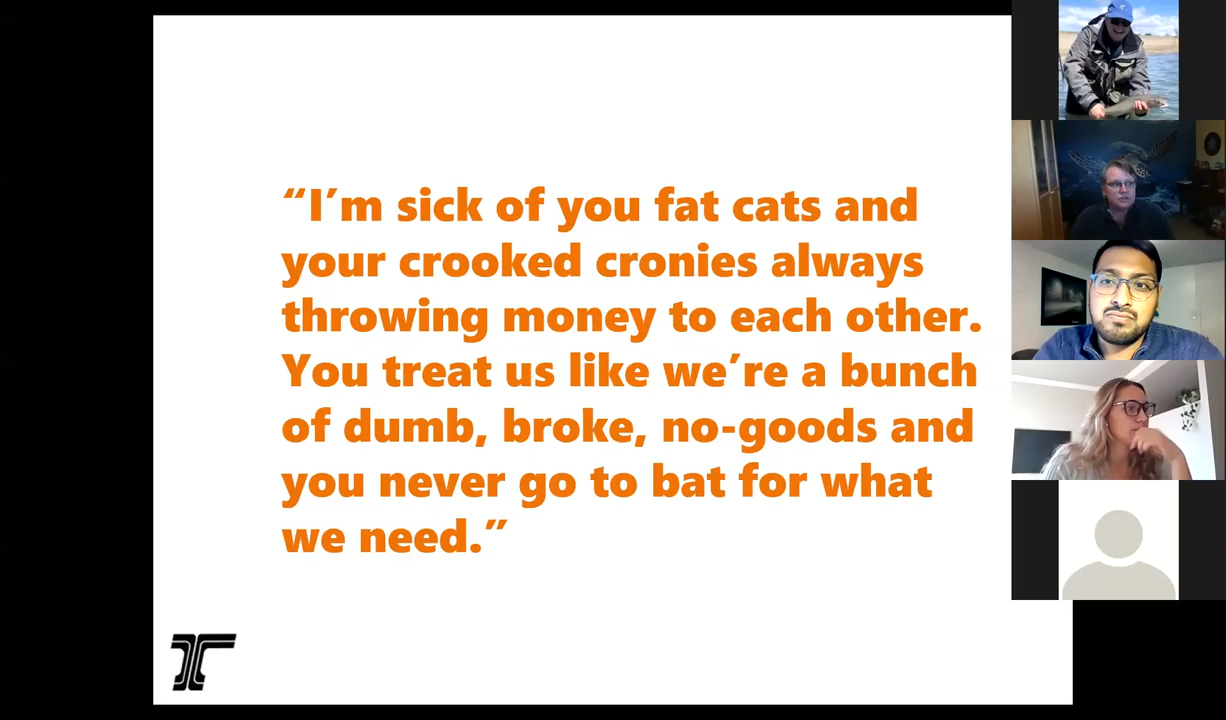 “I’m sick of you fat cats and
your crooked cronies always
throwing money to each other.
You treat us like we’re a bunch
of dumb, broke, no-goods and
you never go to bat for what
we need.”